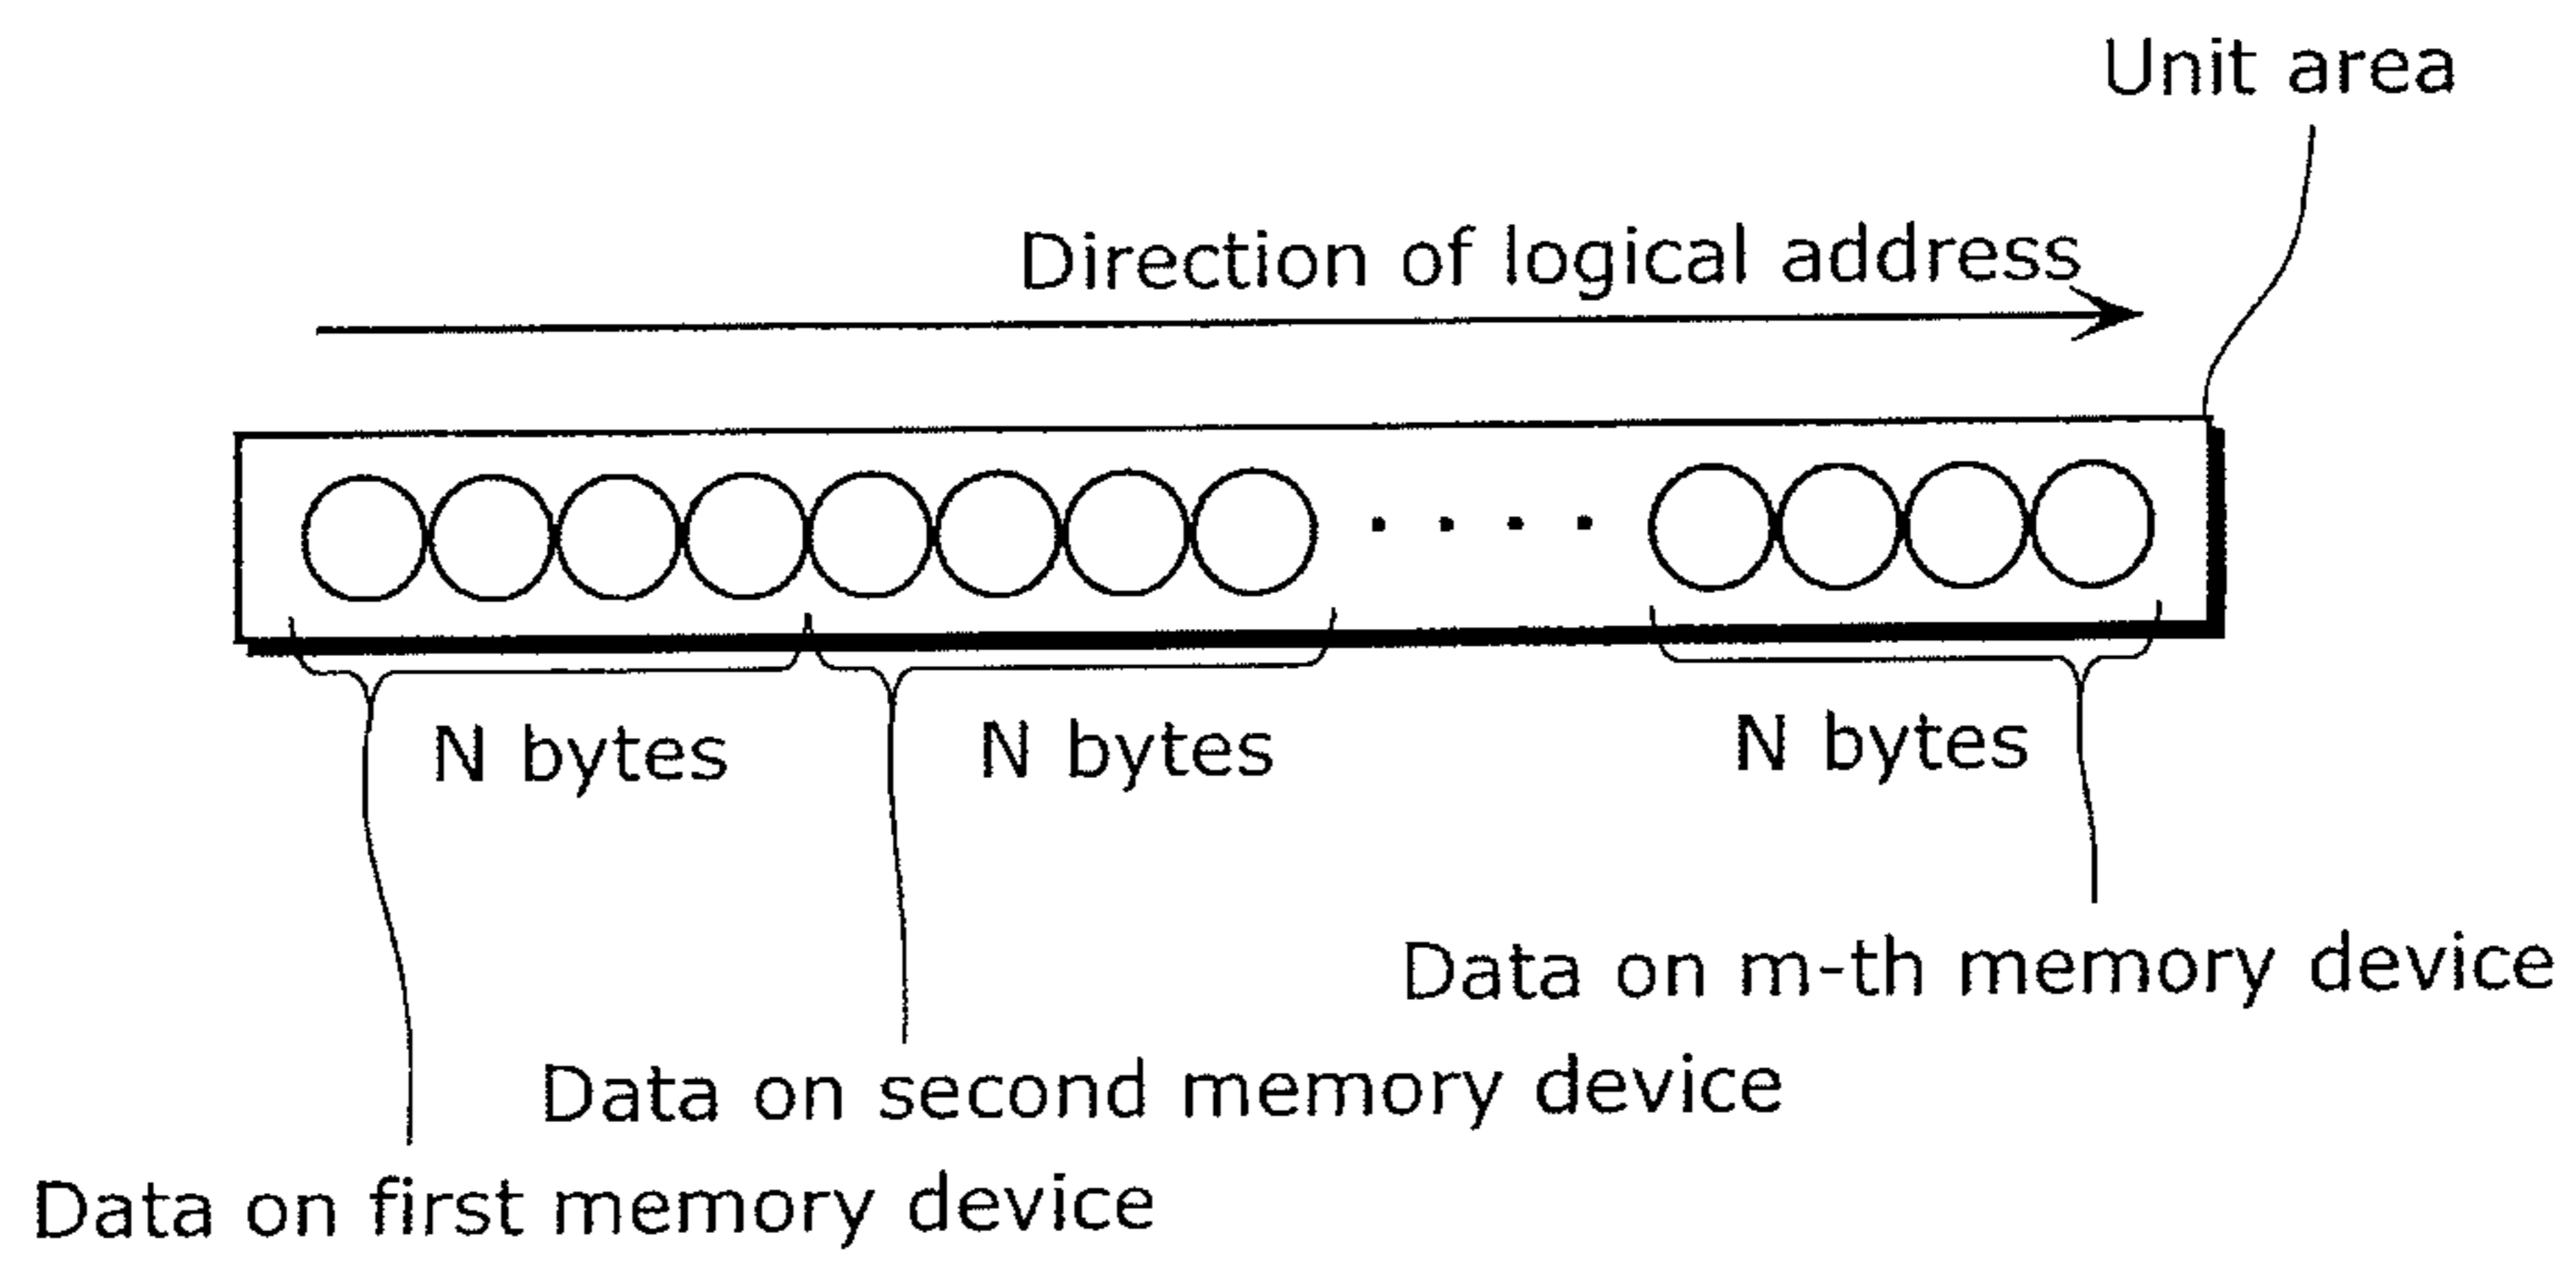 Unit area
Direction of logical address
N bytes
N bytes
N bytes
Data on m-th memory device
Data on second memory device
Data on first memory device